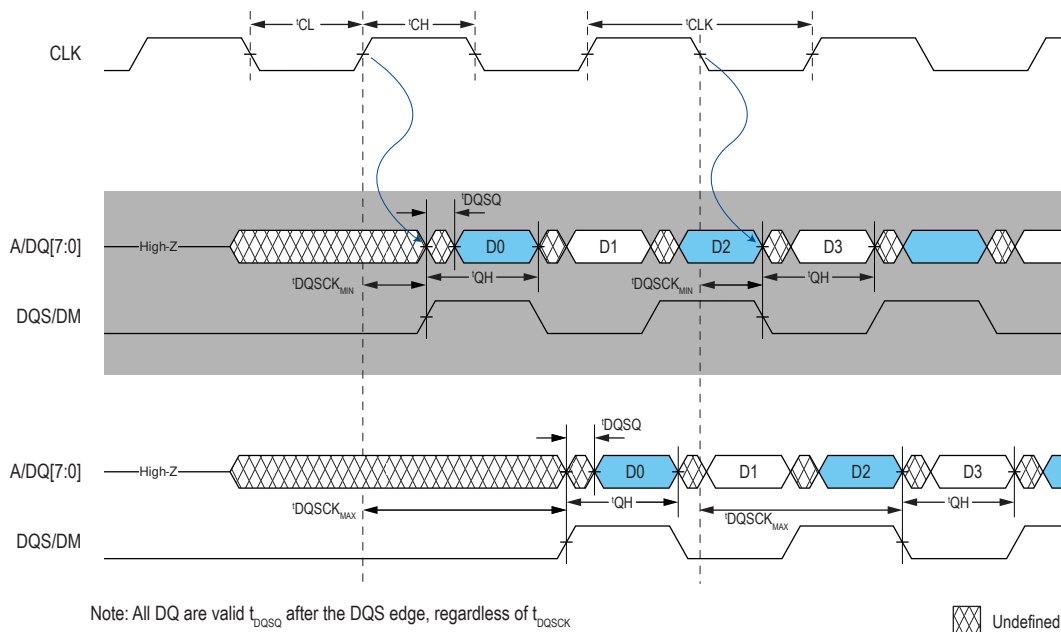 tCL tCH tCLK
CLK
tDQSQ
A/DQ[7:0] High-Z D0 D1 D2 D3
tDQSCKMIN tQH tDQSCKMIN tQH
DQS/DM
tDQSQ
A/DQ[7:0] High-Z D0 D1 D2 D3
tDQSCKMAX tQH tDQSCKMAX tQH
DQS/DM
Note: All DQ are valid tDQSQ after the DQS edge, regardless of tDQSCK
Undefined